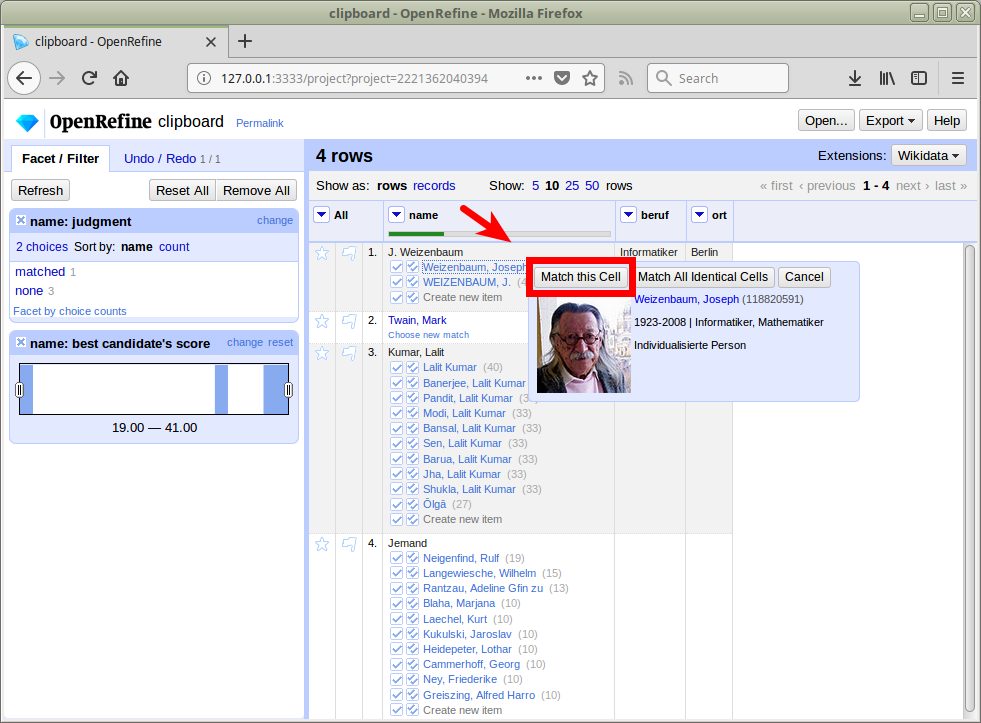 clipboard - OpenRefine - Mozilla Firefox
clipboard - OpenRefine
127.0.0.1:3333/project?project=2221362040394
Search
OpenRefine clipboard Permalink
Open... Export Help
Facet / Filter Undo / Redo 1 / 1
Refresh Reset All Remove All
name: judgment change
2 choices Sort by: name count
matched 1
none 3
Facet by choice counts
name: best candidate's score change reset
19.00 — 41.00
4 rows
Extensions: Wikidata
Show as: rows records Show: 5 10 25 50 rows
« first ‹ previous 1 - 4 next › last »
All name beruf ort
1. J. Weizenbaum Informatiker Berlin
Weizenbaum, Joseph
WEIZENBAUM, J.
Create new item
Match this Cell Match All Identical Cells Cancel
Weizenbaum, Joseph (118820591)
1923-2008 | Informatiker, Mathematiker
Individualisierte Person
2. Twain, Mark
Choose new match
3. Kumar, Lalit
Lalit Kumar (40)
Banerjee, Lalit Kumar
Pandit, Lalit Kumar
Modi, Lalit Kumar (33)
Bansal, Lalit Kumar (33)
Sen, Lalit Kumar (33)
Barua, Lalit Kumar (33)
Jha, Lalit Kumar (33)
Shukla, Lalit Kumar (33)
Ôlgā (27)
Create new item
4. Jemand
Neigenfind, Rulf (19)
Langewiesche, Wilhelm (15)
Rantzau, Adeline Gfin zu (13)
Blaha, Marjana (10)
Laechel, Kurt (10)
Kukulski, Jaroslav (10)
Heidepeter, Lothar (10)
Cammerhoff, Georg (10)
Ney, Friederike (10)
Greiszing, Alfred Harro (10)
Create new item